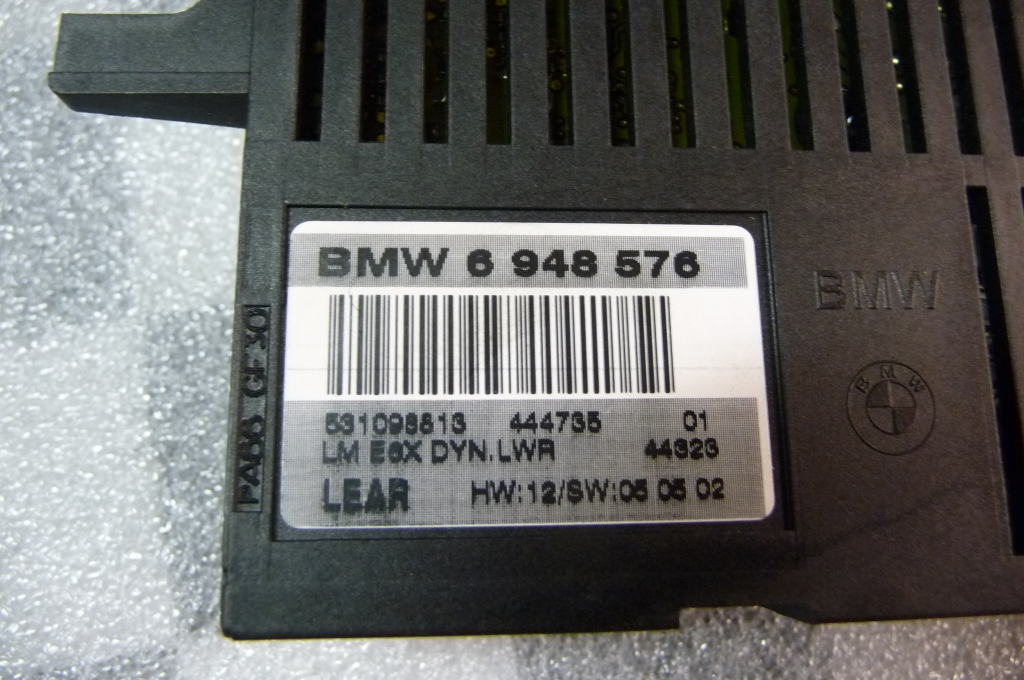 BMW 6 948 576
531098813 444735 01
LM E6X DYN.LWR 44323
LEAR HW:12/SW:05 05 02
BMW
BMW
PA66 GF30